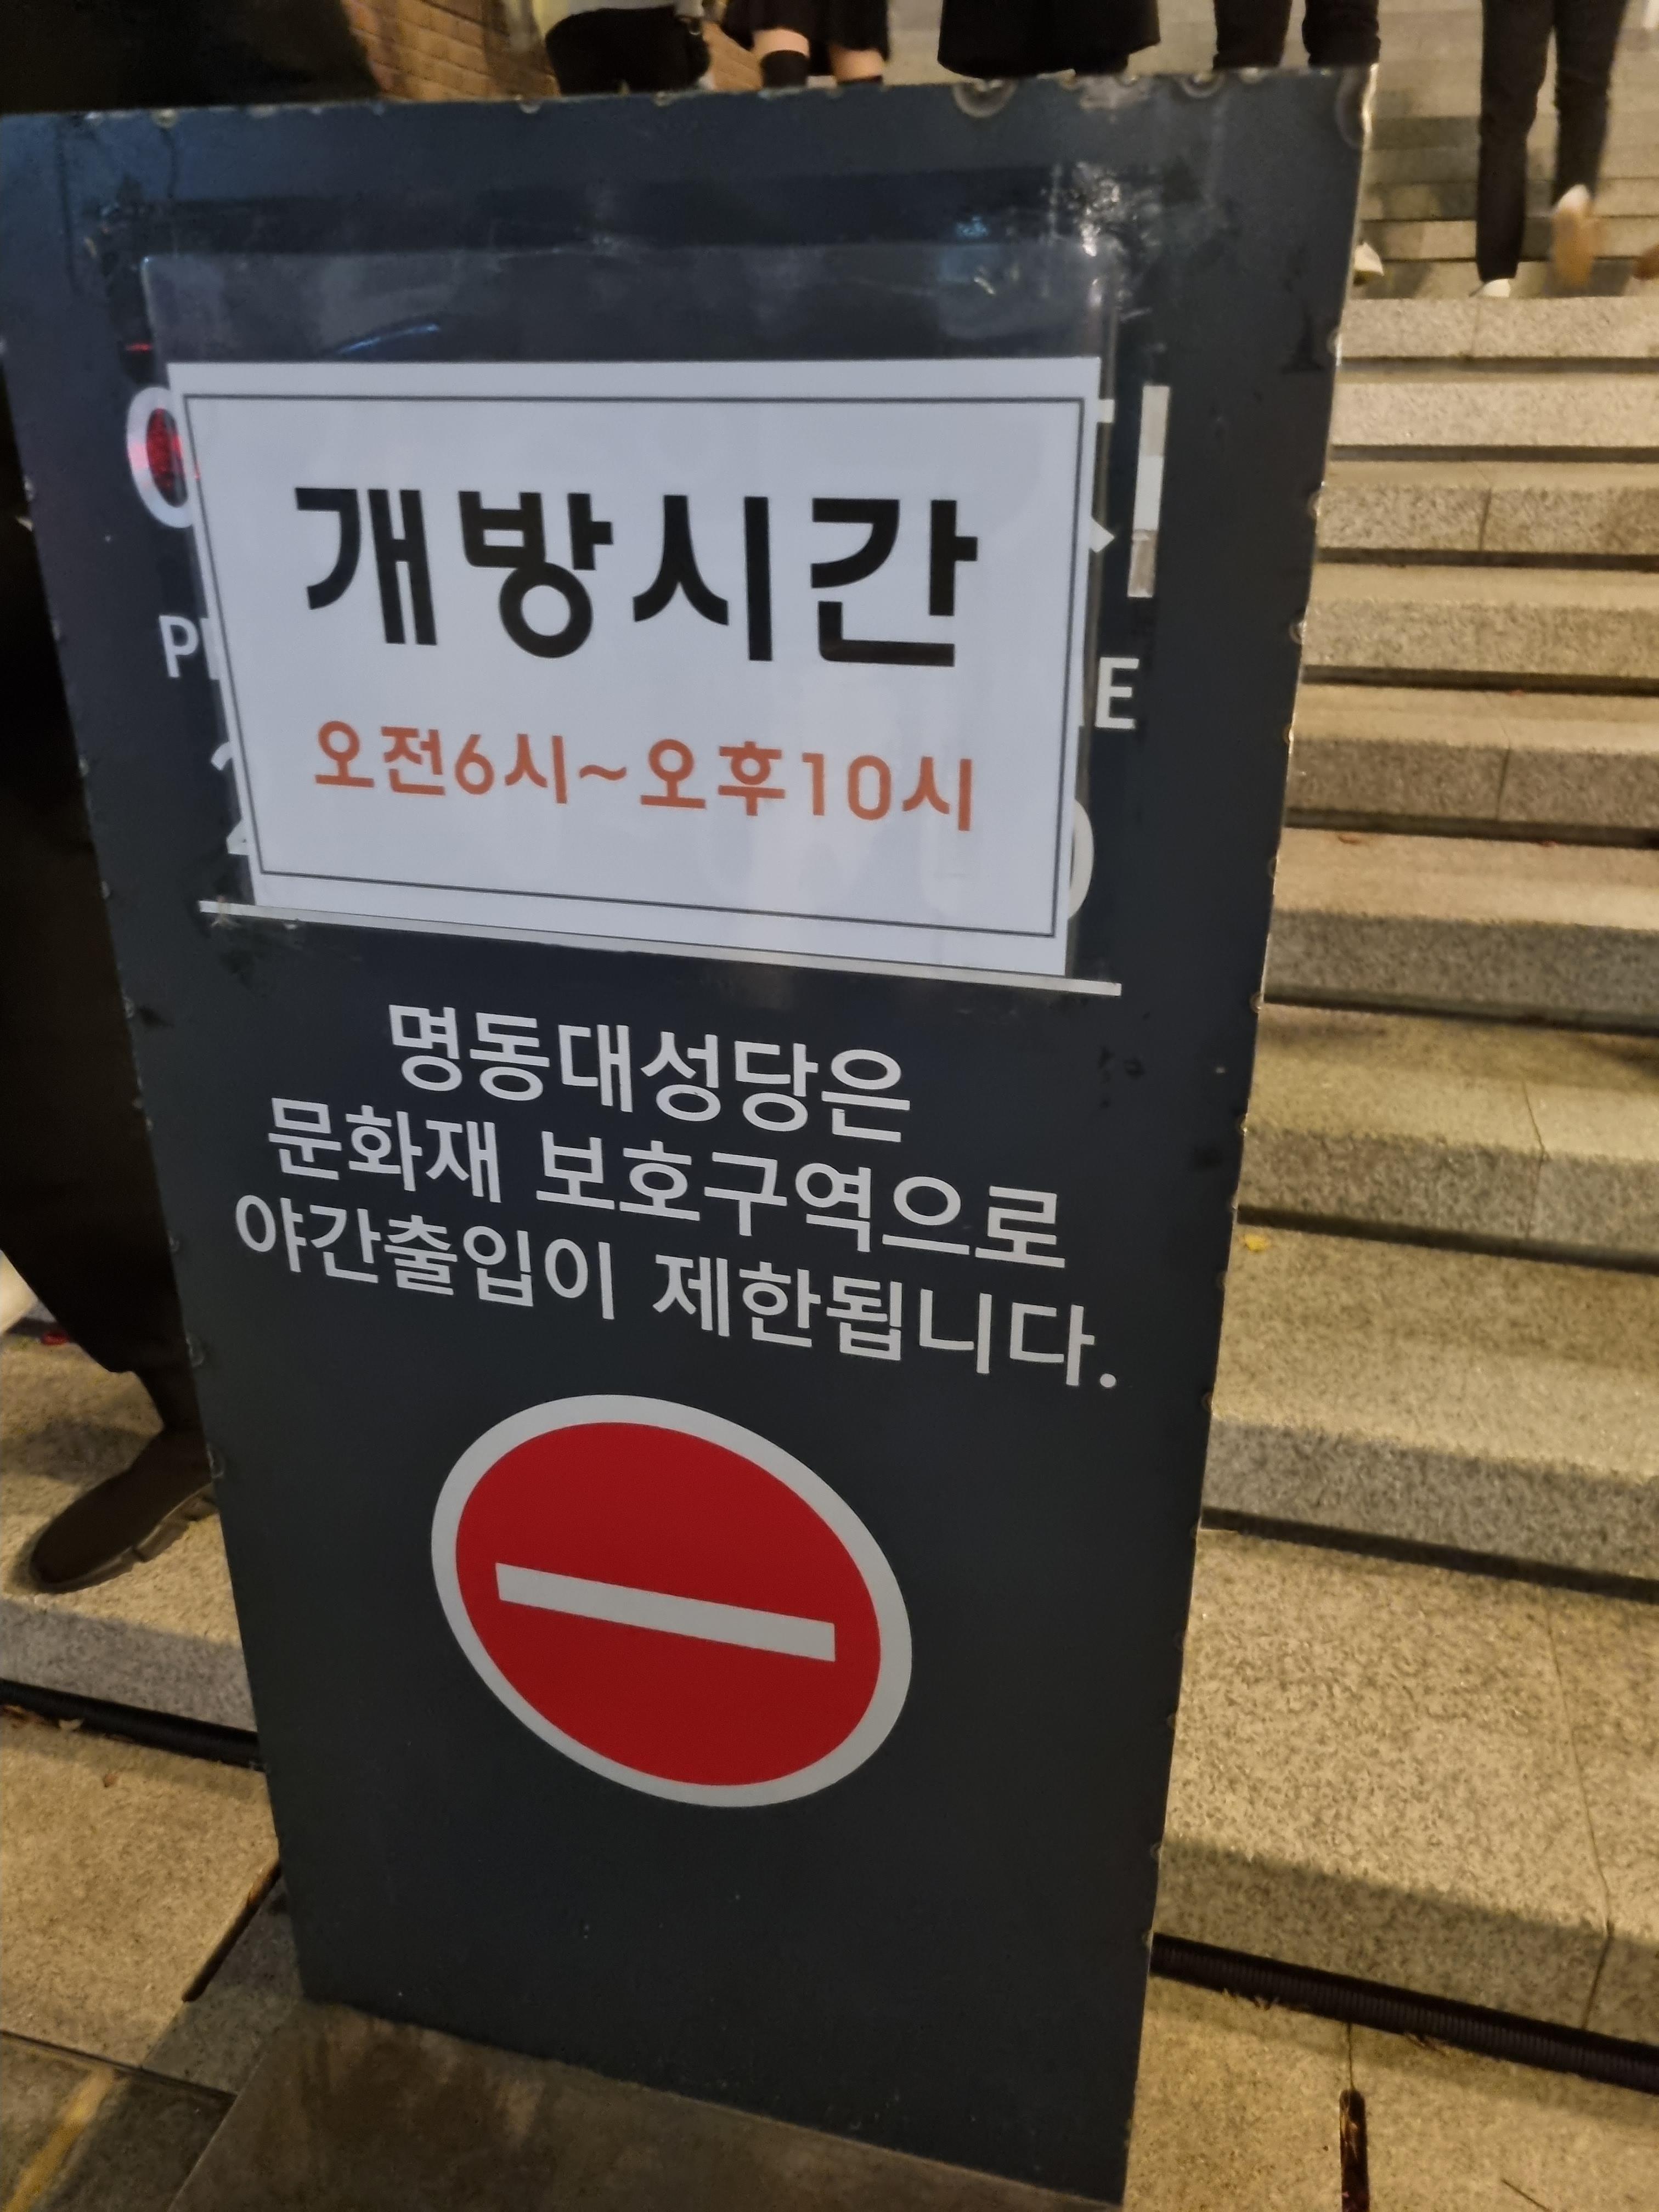 개방시간
오전6시~오후10시
명동대성당은
문화재 보호구역으로
야간출입이 제한됩니다.